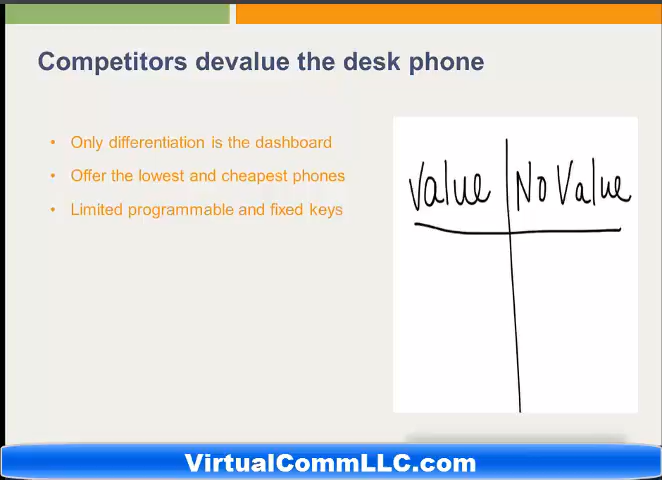 Competitors devalue the desk phone
• Only differentiation is the dashboard
• Offer the lowest and cheapest phones
• Limited programmable and fixed keys
Value No Value
VirtualCommLLC.com